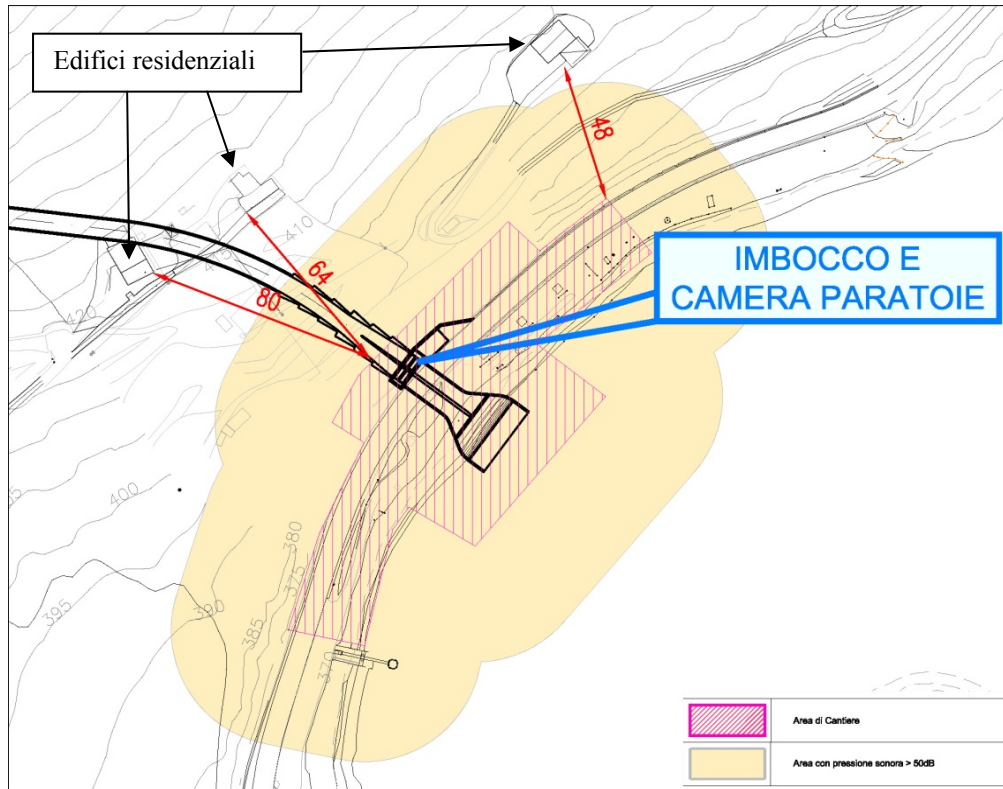 Edifici residenziali
48
410
64
80
420
IMBOCCO E
CAMERA PARATOIE
400
395
390
385
380
375
Area di Cantiere
Area con pressione sonora > 50dB